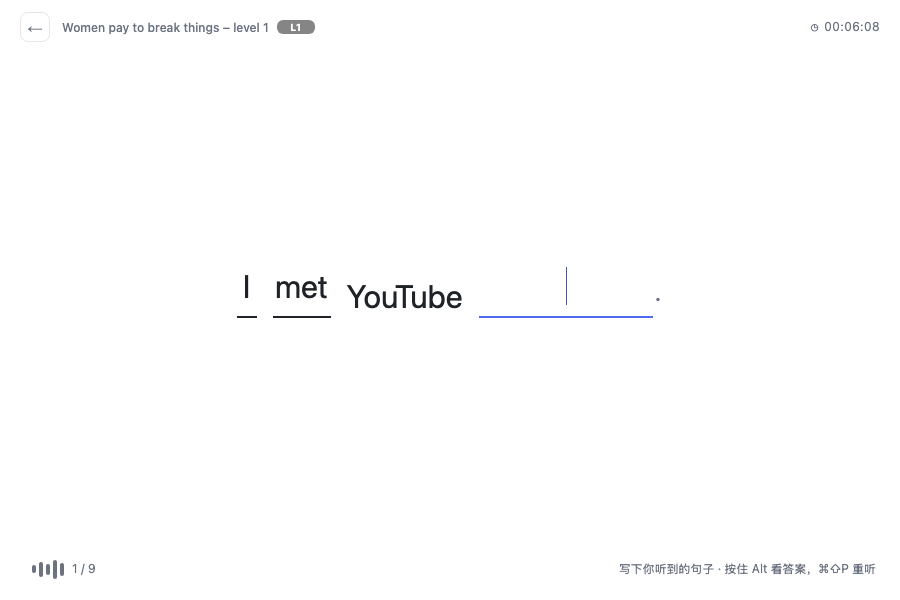 ← Women pay to break things – level 1 L1
00:06:08
I met YouTube .
1 / 9
写下你听到的句子 · 按住 Alt 看答案，⌘⇧P 重听